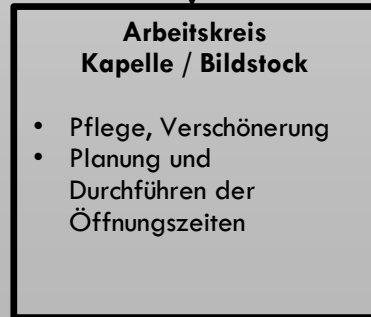 Arbeitskreis
Kapelle / Bildstock
• Pflege, Verschönerung
• Planung und
Durchführen der
Öffnungszeiten